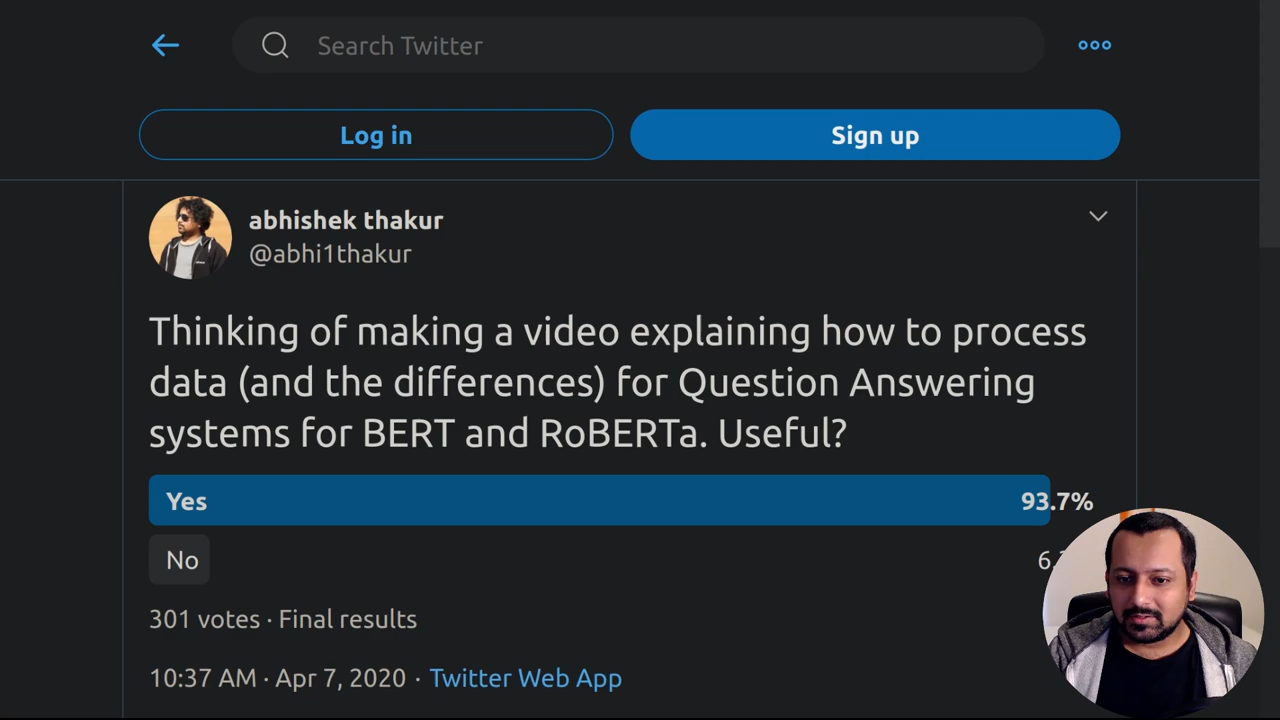 Search Twitter
Log in
Sign up
abhishek thakur
@abhi1thakur
Thinking of making a video explaining how to process
data (and the differences) for Question Answering
systems for BERT and RoBERTa. Useful?
Yes 93.7%
No
301 votes · Final results
10:37 AM · Apr 7, 2020 · Twitter Web App